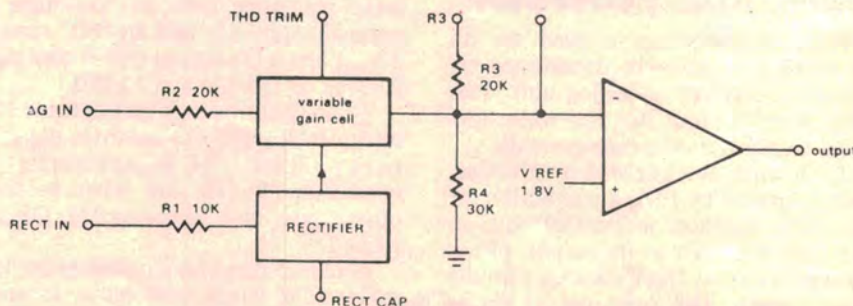 THD TRIM
R3
R3
20K
R2 20K
ΔG IN
variable
gain cell
-
output
V REF
1.8V
+
R4
30K
R1 10K
RECT IN
RECTIFIER
RECT CAP